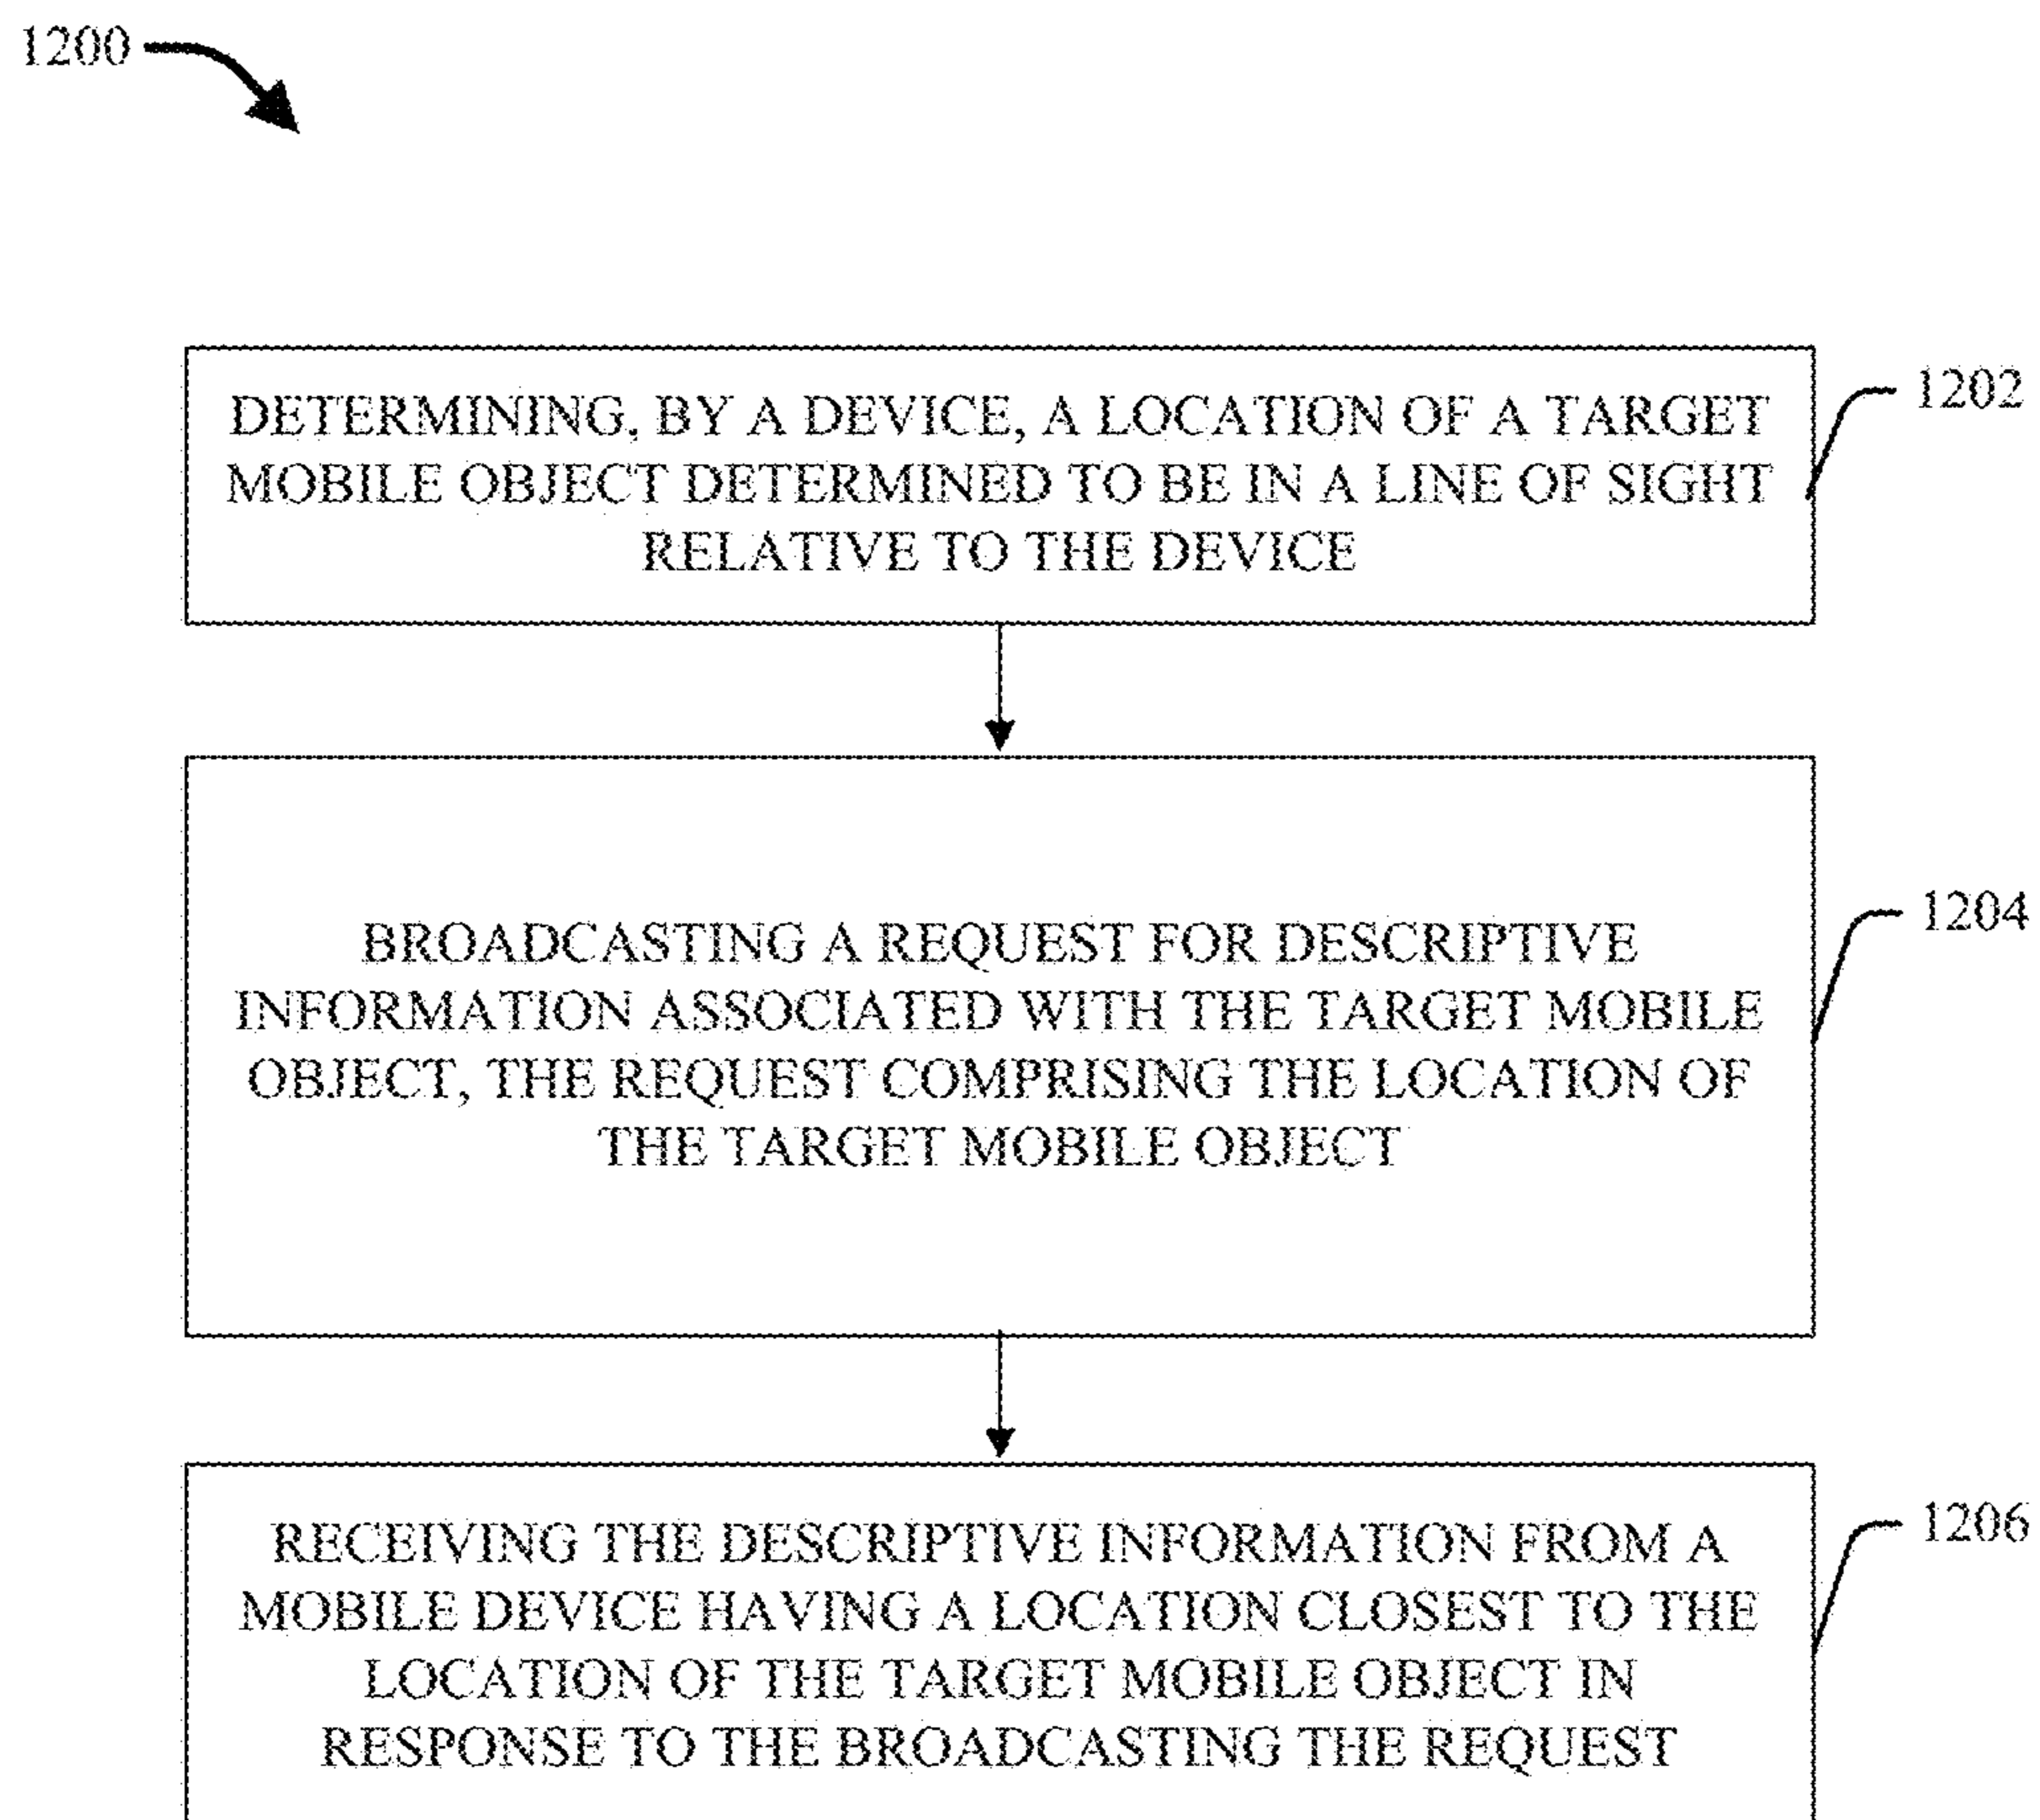 1200
DETERMINING, BY A DEVICE, A LOCATION OF A TARGET
MOBILE OBJECT DETERMINED TO BE IN A LINE OF SIGHT
RELATIVE TO THE DEVICE
1202
BROADCASTING A REQUEST FOR DESCRIPTIVE
INFORMATION ASSOCIATED WITH THE TARGET MOBILE
OBJECT, THE REQUEST COMPRISING THE LOCATION OF
THE TARGET MOBILE OBJECT
1204
RECEIVING THE DESCRIPTIVE INFORMATION FROM A
MOBILE DEVICE HAVING A LOCATION CLOSEST TO THE
LOCATION OF THE TARGET MOBILE OBJECT IN
RESPONSE TO THE BROADCASTING THE REQUEST
1206